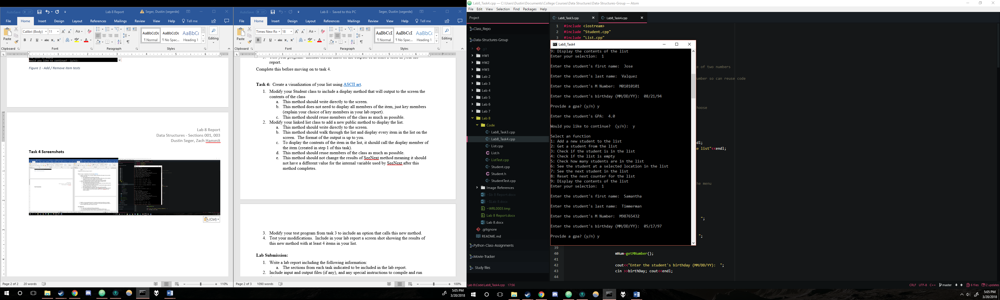 AutoSave Off Lab 8 Report Seger, Dustin (segerde)
File Home Insert Design Layout References Mailings Review View Help Tell me
Calibri (Body) 11
Paste
AaBbCcDc AaBbCcDc AaBbCc
¶ Normal ¶ No Spac... Heading 1
Editing
Clipboard Font Paragraph Styles
Would you like to continue? (y/n):
Figure 1 - Add / Remove item tests
Lab 8 Report
Data Structures - Sections 001, 003
Dustin Seger, Zach Hammit
Task 4 Screenshots
(Ctrl)
Page 2 of 2 20 words 110%
AutoSave Off Lab 8 - Saved to this PC Seger, Dustin (segerde)
File Home Insert Design Layout References Mailings Review View Help Tell me
Times New Ro 18
Paste
AaBbCcI AaBbCcI AaBbCc
¶ Normal ¶ No Spac... Heading 1
Editing
Clipboard Font Paragraph Styles
report.
Complete this before moving on to task 4.
Task 4: Create a visualization of your list using ASCII art.
1. Modify your Student class to include a display method that will output to the screen the
contents of the class
a. This method should write directly to the screen.
b. This method does not need to display all members of the item, just key members
(explain your choice of key members in your lab report).
c. This method should reuse members of the class as much as possible.
2. Modify your linked list class to add a new public method to display the list.
a. This method should write directly to the screen.
b. This method should walk through the list and display every item in the list on the
screen. The format of the output is up to you.
c. To display the contents of the item in the list, it should call the display member of
the item (created in step 1 of this task).
d. This method should reuse members of the class as much as possible.
e. This method should not change the results of SeeNext method meaning it should
not have a different value for the internal variable used by SeeNext after this
method completes.
3. Modify your test program from task 3 to include an option that calls this new method.
4. Test your modifications. Include in your lab report a screen shot showing the results of
this new method with at least 4 items in your list.
Lab Submission:
1. Write a lab report including the following information:
a. The sections from each task indicated to be included in the lab report.
2. Include input and output files (if any), and any special instructions to compile and run
Page 2 of 3 1090 words 100%
5:05 PM
3/20/2018
Lab8_Task4.cpp — C:\Users\Dustin\Documents\College Courses\Data Structures\Data-Structures-Group — Atom
File Edit View Selection Find Packages Help
Project
Class_Repo
Data-Structures-Group
.git
HW1
HW2
HW3
Lab 2
Lab 3
Lab 4
Lab 5
Lab 6
Lab 7
Lab 8
Code
Lab8_Task3.cpp
Lab8_Task4.cpp
List.cpp
List.h
ListTest.cpp
Student.cpp
Student.h
StudentTest.cpp
Image References
~$b 8 Report.docx
~$Lab 8.docx
~WRL0003.tmp
Lab 8 Report.docx
Lab 8.docx
.gitignore
README.md
Python-Class-Assignments
Movie-Tracker
Study files
Lab8_Task3.cpp Lab8_Task4.cpp
1 #include <iostream>
2 #include "Student.cpp"
3 #include "List.cpp"
Lab8_Task4
9: Display the contents of the list
Enter your selection: 1
Enter the student's first name: Jose
Enter the student's last name: Valquez
Enter the student's M Number: M01010101
Enter the student's birthday (MM/DD/YY): 08/21/94
Provide a gpa? (y/n) y
Enter the student's GPA: 4.0
Would you like to continue? (y/n): y
Select an function
1: Add a new student to the list
2: Get a student from the list
3: Check if the student is in the list
4: Check if the list is empty
5: Check how many students are in the list
6: See the student at a selected location in the list
7: See the next student in the list
8: Reset the next counter for the list
9: Display the contents of the list
Enter your selection: 1
Enter the student's first name: Samantha
Enter the student's last name: Timmerman
Enter the student's M Number: M98765432
Enter the student's birthday (MM/DD/YY): 05/17/97
Provide a gpa? (y/n) y
e of two numbers
umber so can reuse code
hoose
dl;
e list"<<endl;
he menu
";
";
39
40 mNum=getMNumber();
41
42 cout<<"Enter the student's birthday (MM/DD/YY): ";
43 cin >>birthDay; cout<<endl;
44
Lab 8\Code\Lab8_Task4.cpp 17:56 CRLF UTF-8 C++ master 6 files 2 updates
5:05 PM
3/20/2018